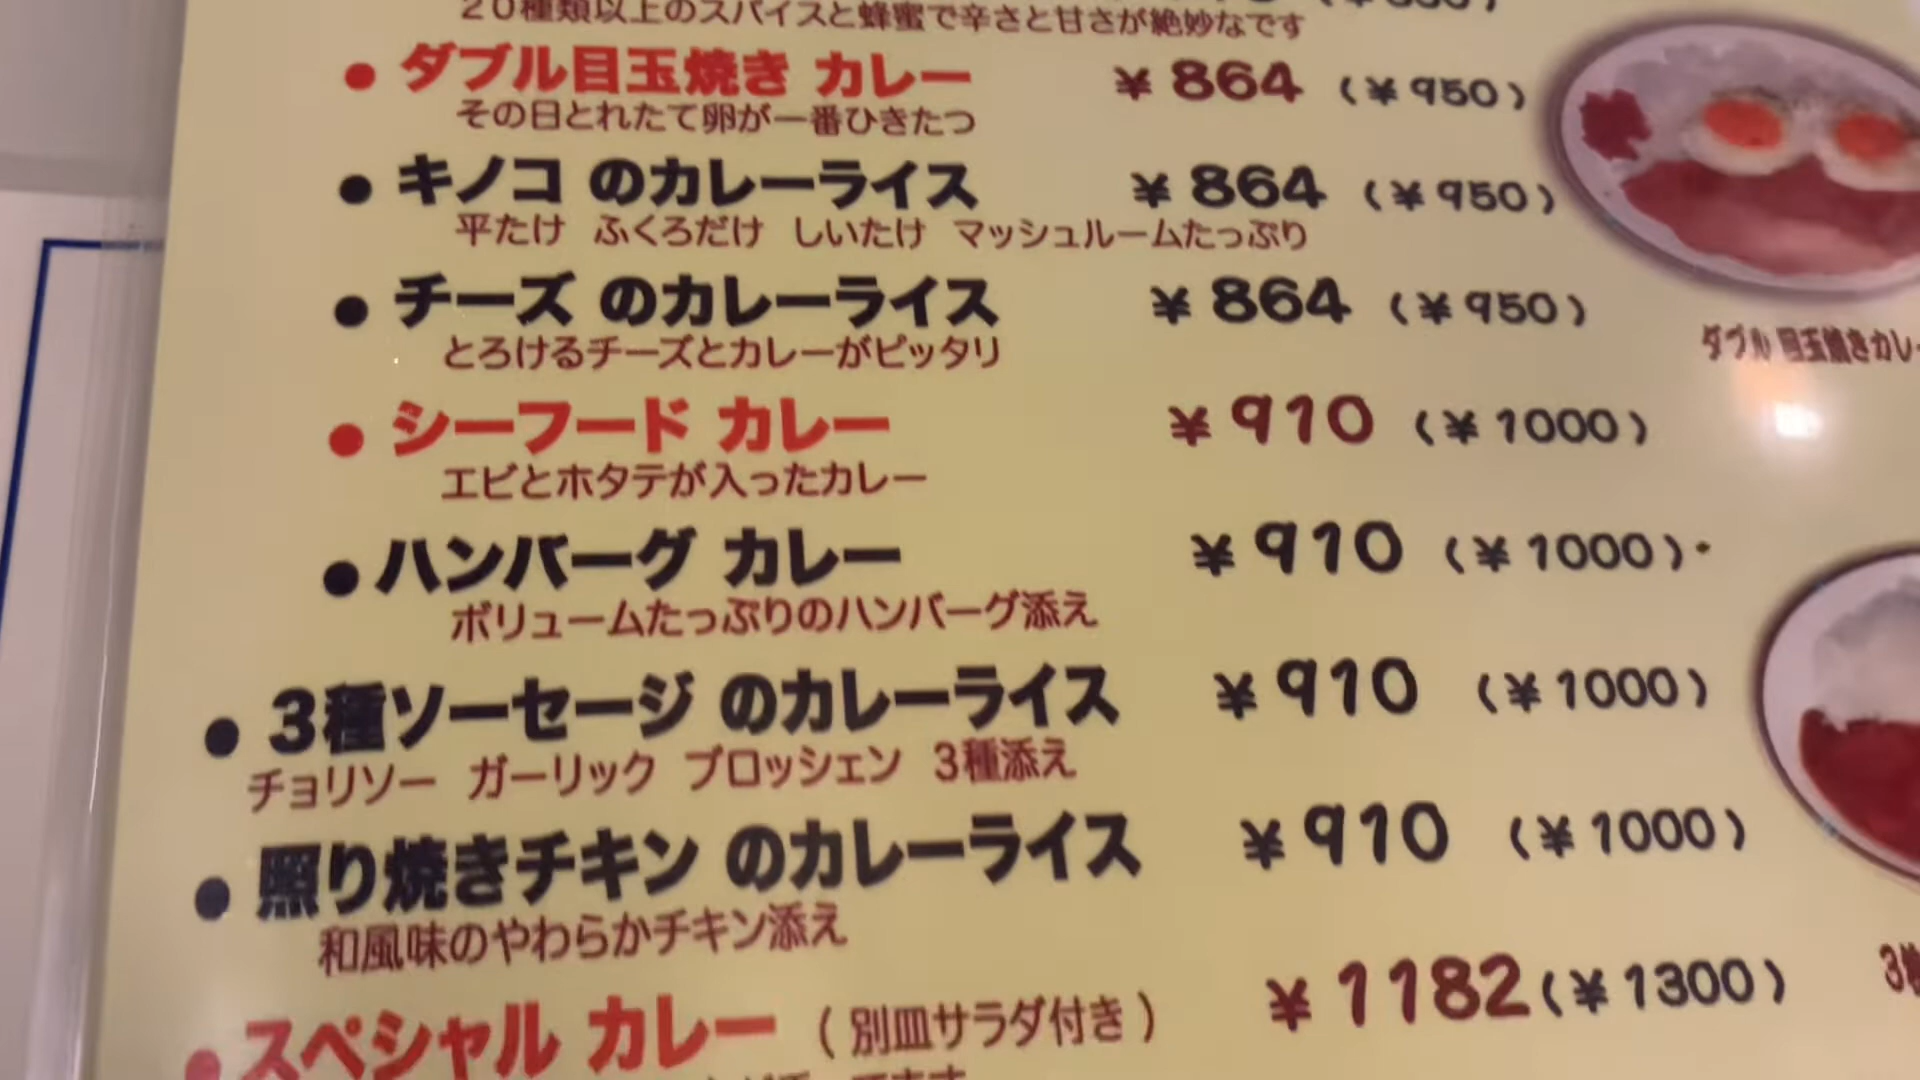 20種類以上のスパイスと蜂蜜で辛さと甘さが絶妙なです
● ダブル目玉焼き カレー ¥864 (¥950)
その日とれたて卵が一番ひきたつ
● キノコ のカレーライス ¥864 (¥950)
平たけ ふくろだけ しいたけ マッシュルームたっぷり
● チーズ のカレーライス ¥864 (¥950)
とろけるチーズとカレーがピッタリ
ダブル目玉焼きカレー
● シーフード カレー ¥910 (¥1000)
エビとホタテが入ったカレー
● ハンバーグ カレー ¥910 (¥1000)
ボリュームたっぷりのハンバーグ添え
● 3種ソーセージ のカレーライス ¥910 (¥1000)
チョリソー ガーリック ブロッシェン 3種添え
● 照り焼きチキン のカレーライス ¥910 (¥1000)
和風味のやわらかチキン添え
3種
● スペシャル カレー (別皿サラダ付き) ¥1182 (¥1300)